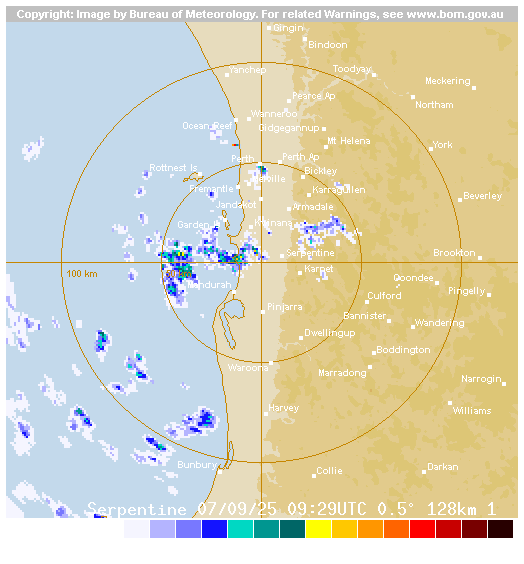 Copyright: Image by Bureau of Meteorology. For related Warnings, see www.bom.gov.au
Gingin
Bindoon
Yanchep
Toodyay
Meckering
Pearce Ap
Northam
Wanneroo
Ocean Reef
Gidgegannup
Mt Helena
York
Perth
Perth Ap
Rottnest Is
Bickley
Melville
Fremantle
Karragullen
Beverley
Jandakot
Armadale
Garden Is
Kwinana
Serpentine
Brookton
100 km
Karnet
Qoondee
Mandurah
Pingelly
Culford
Pinjarra
Bannister
Wandering
Dwellingup
Boddington
Waroona
Marradong
Narrogin
Harvey
Williams
Bunbury
Collie
Darkan
Serpentine 07/09/25 09:29UTC 0.5° 128km 1